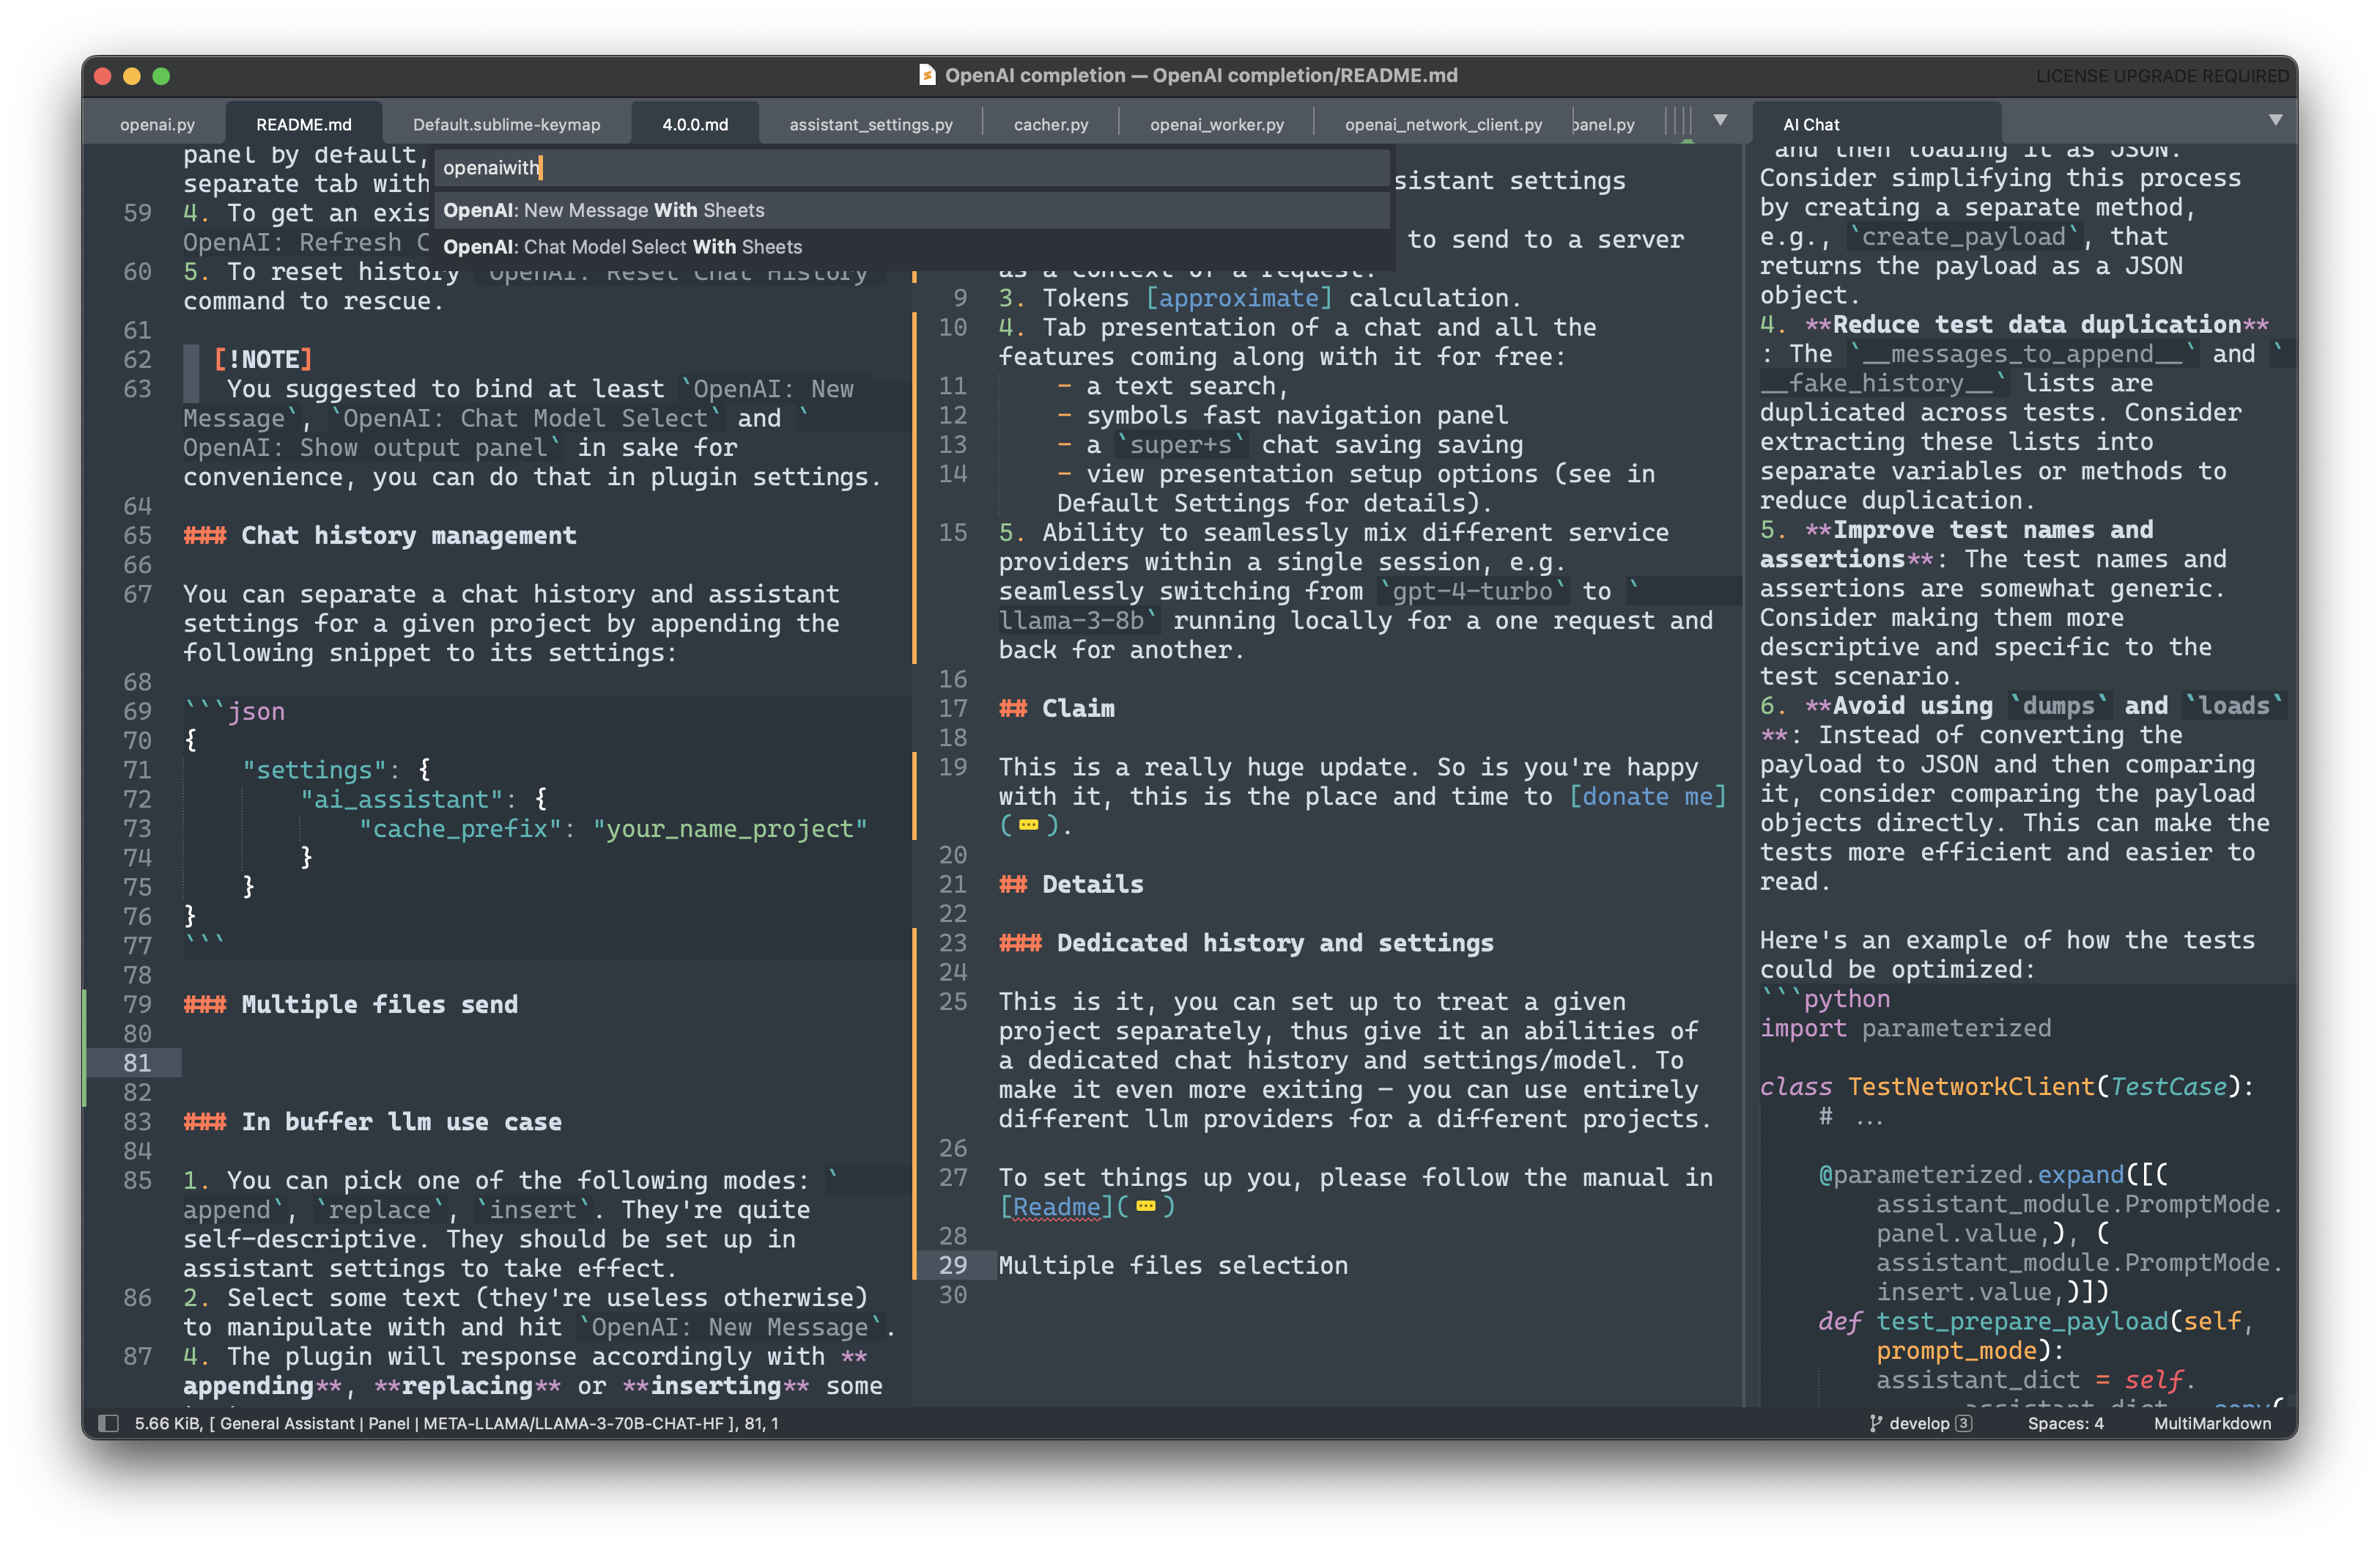 OpenAI completion — OpenAI completion/README.md
LICENSE UPGRADE REQUIRED
openai.py
README.md
Default.sublime-keymap
4.0.0.md
assistant_settings.py
cacher.py
openai_worker.py
openai_network_client.py
panel.py
AI Chat
openaiwith
OpenAI: New Message With Sheets
OpenAI: Chat Model Select With Sheets
panel by default,
separate tab with
59 4. To get an exis
OpenAI: Refresh C
60 5. To reset history `OpenAI: Reset Chat History
command to rescue.
61
62 [!NOTE]
63 You suggested to bind at least `OpenAI: New
Message`, `OpenAI: Chat Model Select` and `
OpenAI: Show output panel` in sake for
convenience, you can do that in plugin settings.
64
65 ### Chat history management
66
67 You can separate a chat history and assistant
settings for a given project by appending the
following snippet to its settings:
68
69 ```json
70 {
71 "settings": {
72 "ai_assistant": {
73 "cache_prefix": "your_name_project"
74 }
75 }
76 }
77 ```
78
79 ### Multiple files send
80
81
82
83 ### In buffer llm use case
84
85 1. You can pick one of the following modes: `
append`, `replace`, `insert`. They're quite
self-descriptive. They should be set up in
assistant settings to take effect.
86 2. Select some text (they're useless otherwise)
to manipulate with and hit `OpenAI: New Message`.
87 4. The plugin will response accordingly with **
appending**, **replacing** or **inserting** some
sistant settings
to send to a server
as a context of a request.
9 3. Tokens [approximate] calculation.
10 4. Tab presentation of a chat and all the
features coming along with it for free:
11 - a text search,
12 - symbols fast navigation panel
13 - a `super+s` chat saving saving
14 - view presentation setup options (see in
Default Settings for details).
15 5. Ability to seamlessly mix different service
providers within a single session, e.g.
seamlessly switching from `gpt-4-turbo` to `
llama-3-8b` running locally for a one request and
back for another.
16
17 ## Claim
18
19 This is a really huge update. So is you're happy
with it, this is the place and time to [donate me]
(…).
20
21 ## Details
22
23 ### Dedicated history and settings
24
25 This is it, you can set up to treat a given
project separately, thus give it an abilities of
a dedicated chat history and settings/model. To
make it even more exiting — you can use entirely
different llm providers for a different projects.
26
27 To set things up you, please follow the manual in
[Readme](…)
28
29 Multiple files selection
30
and then loading it as JSON.
Consider simplifying this process
by creating a separate method,
e.g., `create_payload`, that
returns the payload as a JSON
object.
4. **Reduce test data duplication**
: The `__messages_to_append__` and `
__fake_history__` lists are
duplicated across tests. Consider
extracting these lists into
separate variables or methods to
reduce duplication.
5. **Improve test names and
assertions**: The test names and
assertions are somewhat generic.
Consider making them more
descriptive and specific to the
test scenario.
6. **Avoid using `dumps` and `loads`
**: Instead of converting the
payload to JSON and then comparing
it, consider comparing the payload
objects directly. This can make the
tests more efficient and easier to
read.
Here's an example of how the tests
could be optimized:
```python
import parameterized
class TestNetworkClient(TestCase):
# ...
@parameterized.expand([(
assistant_module.PromptMode.
panel.value,), (
assistant_module.PromptMode.
insert.value,)])
def test_prepare_payload(self,
prompt_mode):
assistant_dict = self.
5.66 KiB, [ General Assistant | Panel | META-LLAMA/LLAMA-3-70B-CHAT-HF ], 81, 1
develop 3
Spaces: 4
MultiMarkdown